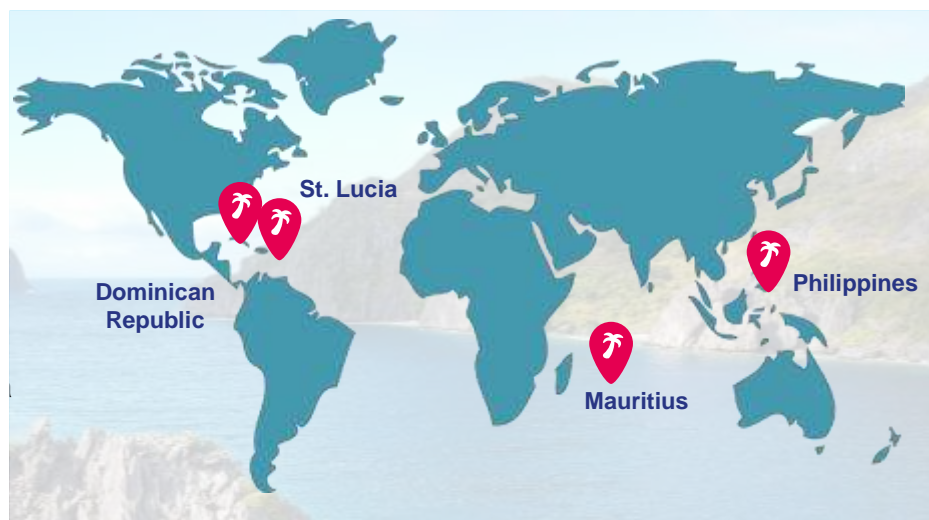 St. Lucia
Dominican
Republic
Philippines
Mauritius